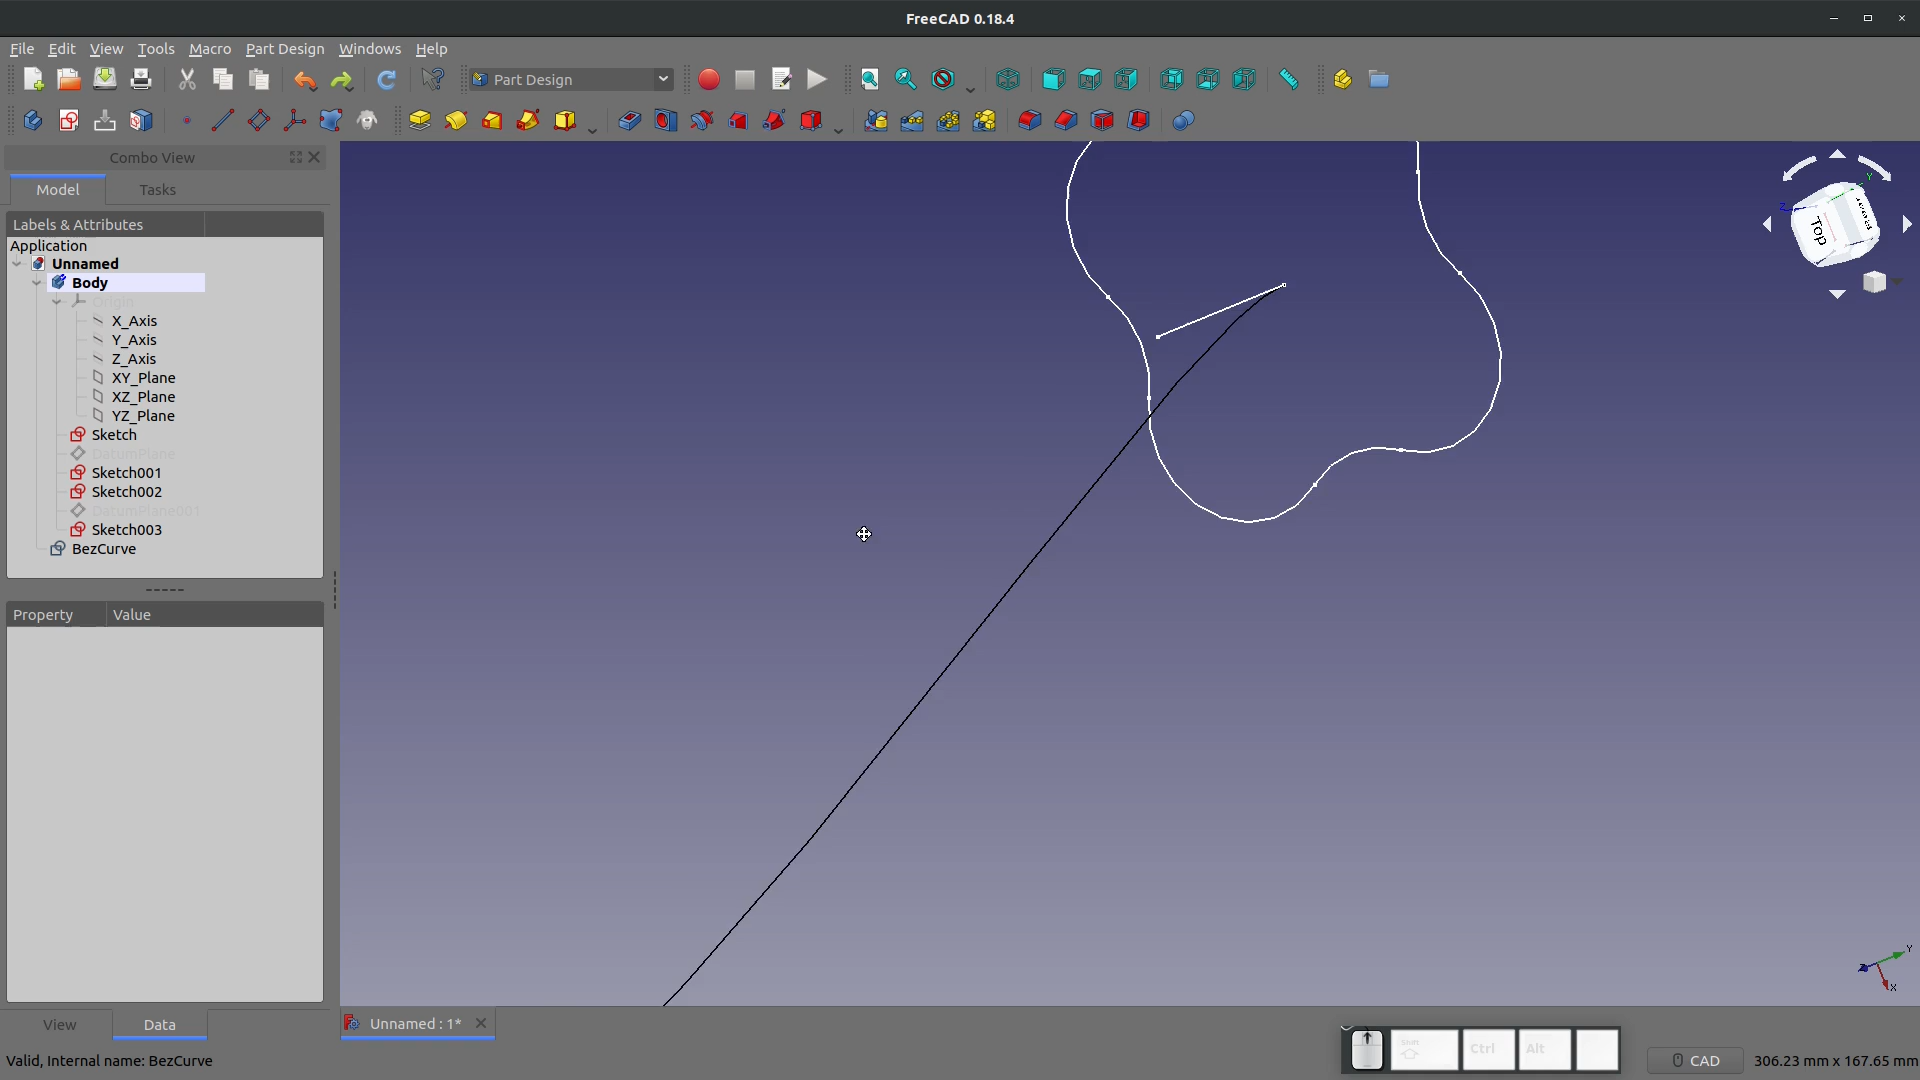 FreeCAD 0.18.4
File Edit View Tools Macro Part Design Windows Help
Part Design
Combo View
Model Tasks
Labels & Attributes
Application
Unnamed
Body
Origin
X_Axis
Y_Axis
Z_Axis
XY_Plane
XZ_Plane
YZ_Plane
Sketch
DatumPlane
Sketch001
Sketch002
DatumPlane001
Sketch003
BezCurve
Property Value
View Data
Unnamed : 1*
Valid, Internal name: BezCurve
Y
Z
Top
Y
Z
X
Shift
Ctrl
Alt
CAD
306.23 mm x 167.65 mm